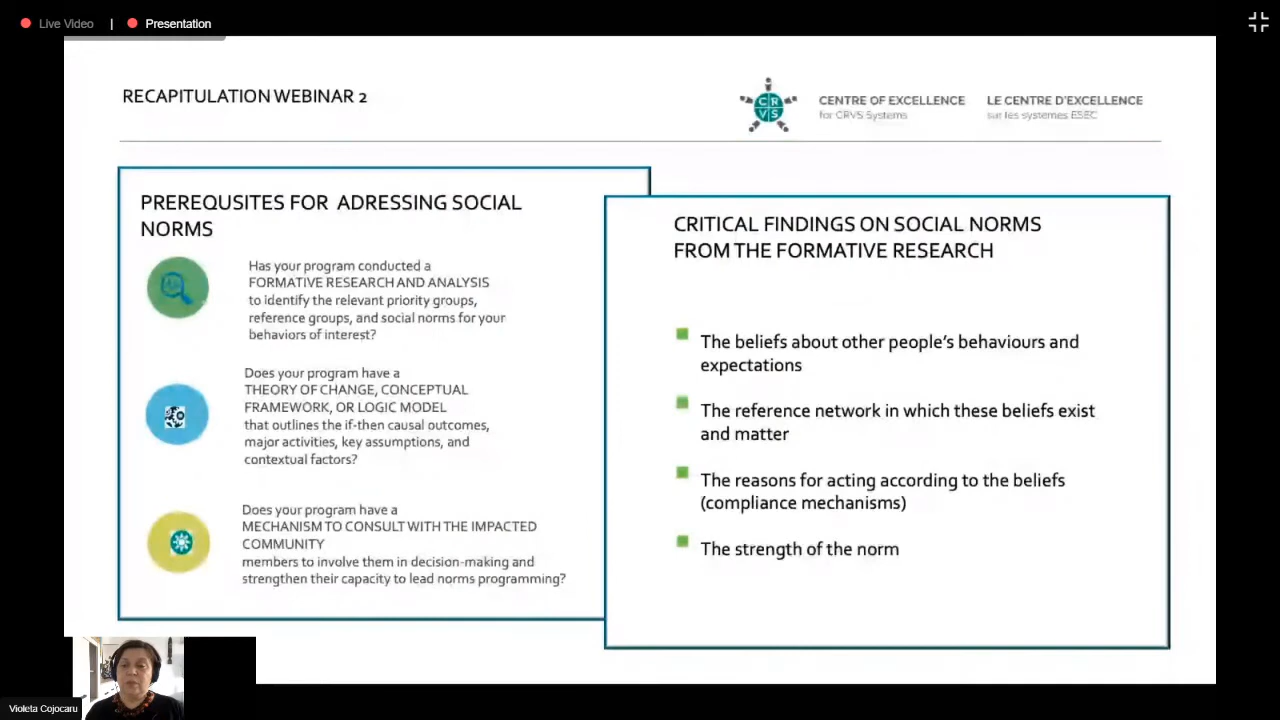 Live Video | Presentation
RECAPITULATION WEBINAR 2
CRVS
CENTRE OF EXCELLENCE
for CRVS Systems
LE CENTRE D'EXCELLENCE
sur les systèmes ESEC
PREREQUSITES FOR ADRESSING SOCIAL
NORMS
Has your program conducted a
FORMATIVE RESEARCH AND ANALYSIS
to identify the relevant priority groups,
reference groups, and social norms for your
behaviors of interest?
Does your program have a
THEORY OF CHANGE, CONCEPTUAL
FRAMEWORK, OR LOGIC MODEL
that outlines the if-then causal outcomes,
major activities, key assumptions, and
contextual factors?
Does your program have a
MECHANISM TO CONSULT WITH THE IMPACTED
COMMUNITY
members to involve them in decision-making and
strengthen their capacity to lead norms programming?
CRITICAL FINDINGS ON SOCIAL NORMS
FROM THE FORMATIVE RESEARCH
The beliefs about other people's behaviours and
expectations
The reference network in which these beliefs exist
and matter
The reasons for acting according to the beliefs
(compliance mechanisms)
The strength of the norm
Violeta Cojocaru